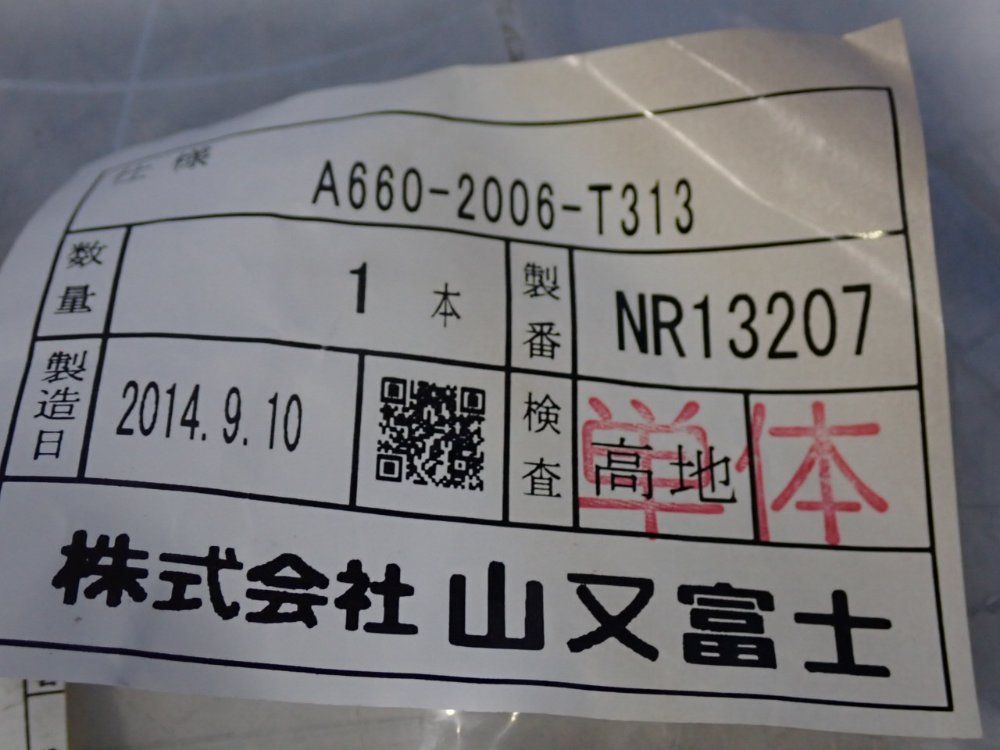 仕様 A660-2006-T313
数量 1 本 製番 NR13207
製造日 2014.9.10 検査 高地 単体
株式会社 山又富士